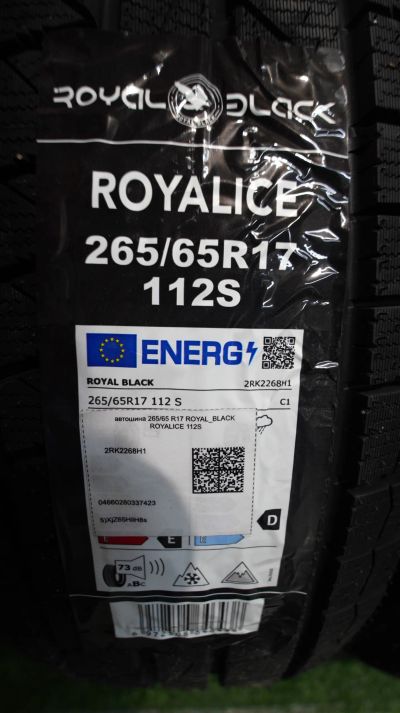 ROYAL BLACK
ROYALICE
265/65R17
112S
ENERG
ROYAL BLACK 2RK2268H1
265/65R17 112 S C1
автошина 265/65 R17 ROYAL_BLACK
ROYALICE 112S
2RK2268H1
04660280337423
D
E
73 dB
ABC